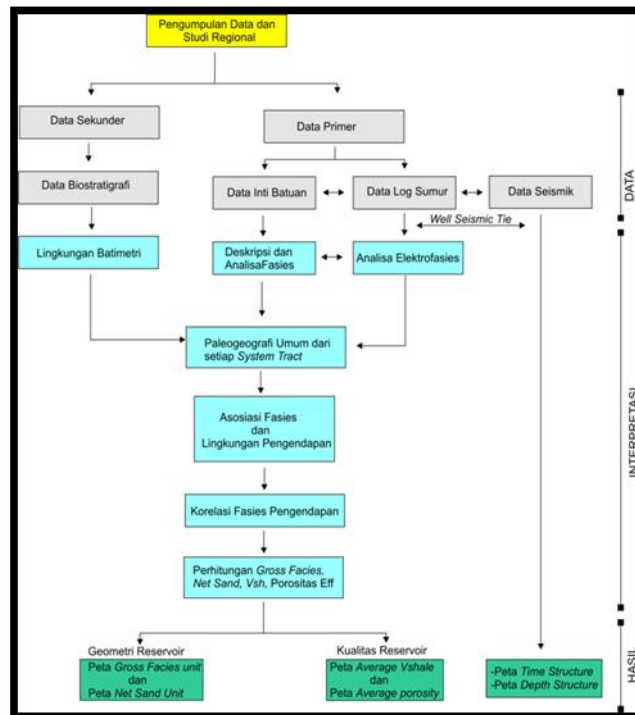 Pengumpulan Data dan
Studi Regional
Data Sekunder
Data Primer
Data Biostratigrafi
Data Inti Batuan
Data Log Sumur
Data Seismik
DATA
Well Seismic Tie
Lingkungan Batimetri
Deskripsi dan
AnalisaFasies
Analisa Elektrofasies
Paleogeografi Umum dari
setiap System Tract
Asosiasi Fasies
dan
Lingkungan Pengendapan
INTERPRETASI
Korelasi Fasies Pengendapan
Perhitungan Gross Facies,
Net Sand, Vsh, Porositas Eff
Geometri Reservoir
Peta Gross Facies unit
dan
Peta Net Sand Unit
Kualitas Reservoir
Peta Average Vshale
dan
Peta Average porosity
-Peta Time Structure
-Peta Depth Structure
HASIL